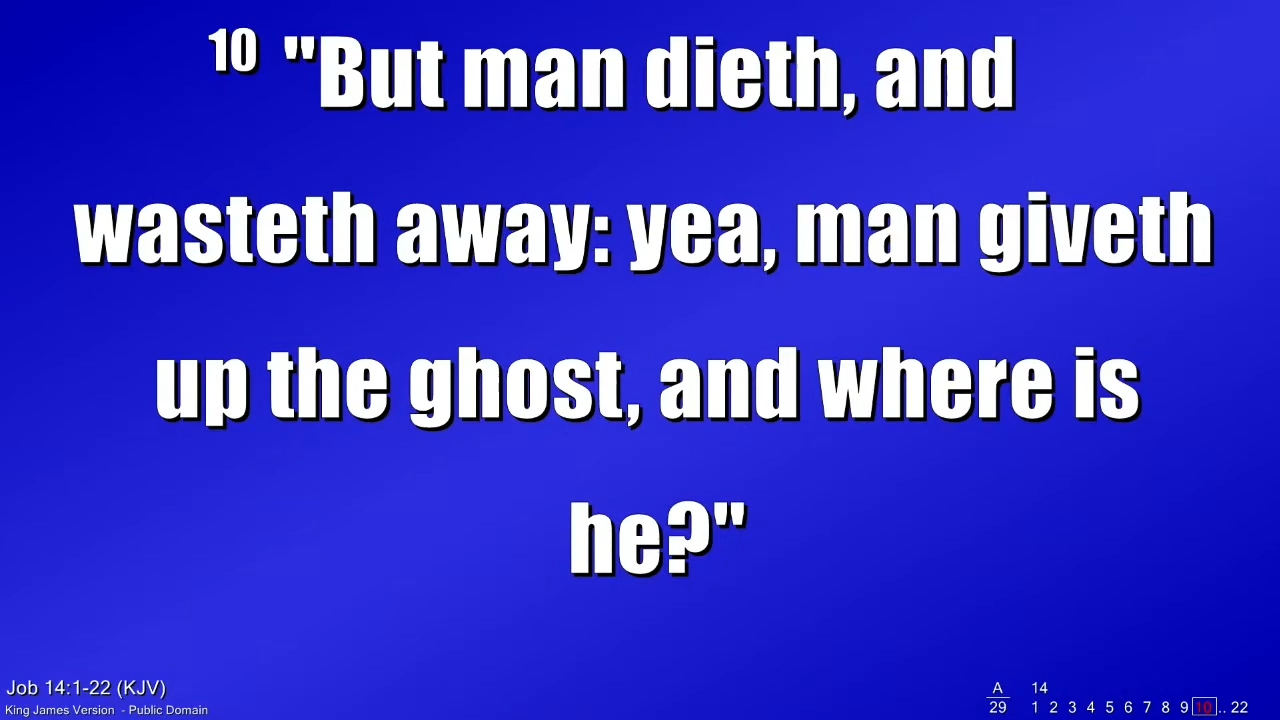 10 "But man dieth, and
wasteth away: yea, man giveth
up the ghost, and where is
he?"
Job 14:1-22 (KJV)
King James Version - Public Domain
A 14
29 1 2 3 4 5 6 7 8 9 10 .. 22